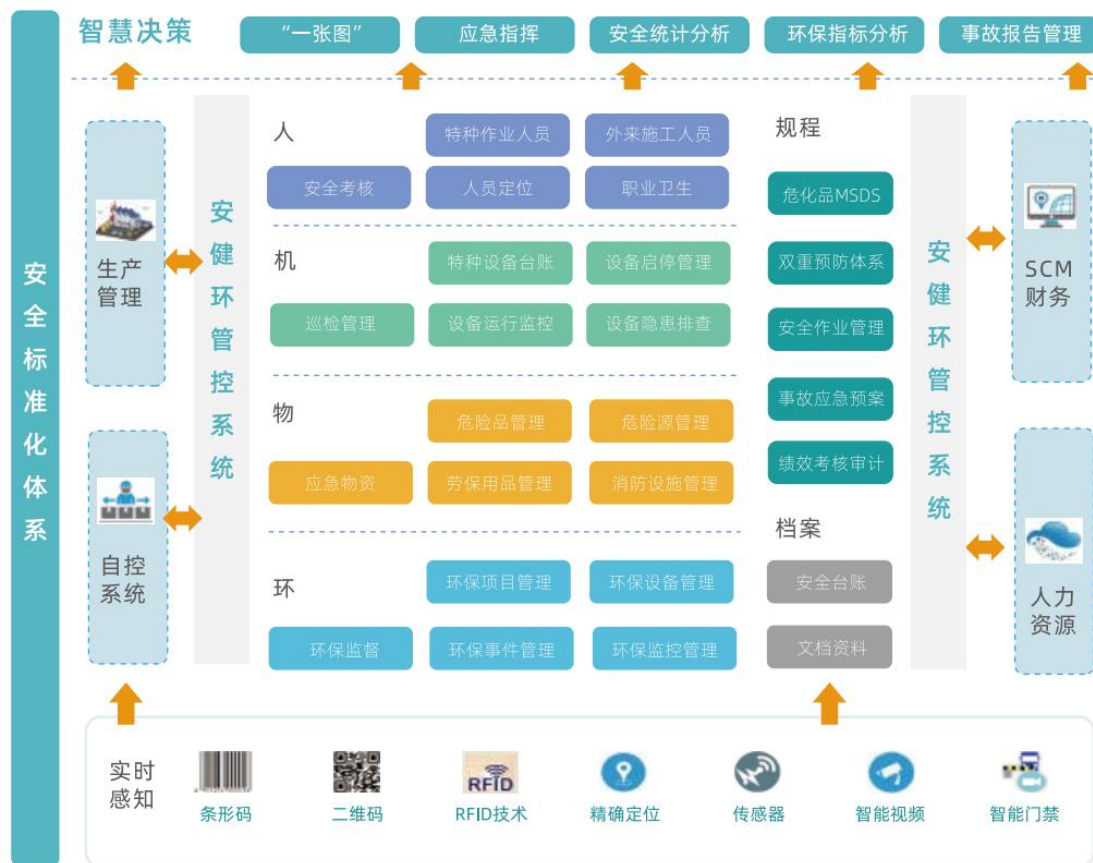 安全标准化体系
智慧决策
“一张图”
应急指挥
安全统计分析
环保指标分析
事故报告管理
生产
管理
自控
系统
安健环管控系统
人
特种作业人员
外来施工人员
安全考核
人员定位
职业卫生
机
特种设备台账
设备启停管理
巡检管理
设备运行监控
设备隐患排查
物
危险品管理
危险源管理
应急物资
劳保用品管理
消防设施管理
环
环保项目管理
环保设备管理
环保监督
环保事件管理
环保监控管理
规程
危化品MSDS
双重预防体系
安全作业管理
事故应急预案
绩效考核审计
档案
安全台账
文档资料
安健环管控系统
SCM
财务
人力
资源
实时
感知
条形码
二维码
RFID
RFID技术
精确定位
传感器
智能视频
智能门禁